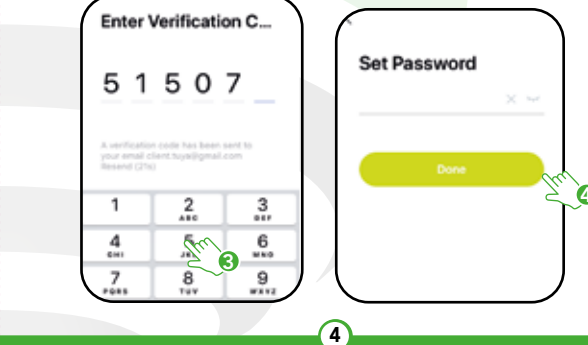 Enter Verification C...
5 1 5 0 7
A verification code has been sent to
your email client.tuya@gmail.com
Resend (21s)
1 2 3
ABC DEF
4 5 6
GHI JKL MNO
7 8 9
PQRS TUV WXYZ
3
Set Password
Done
4
4